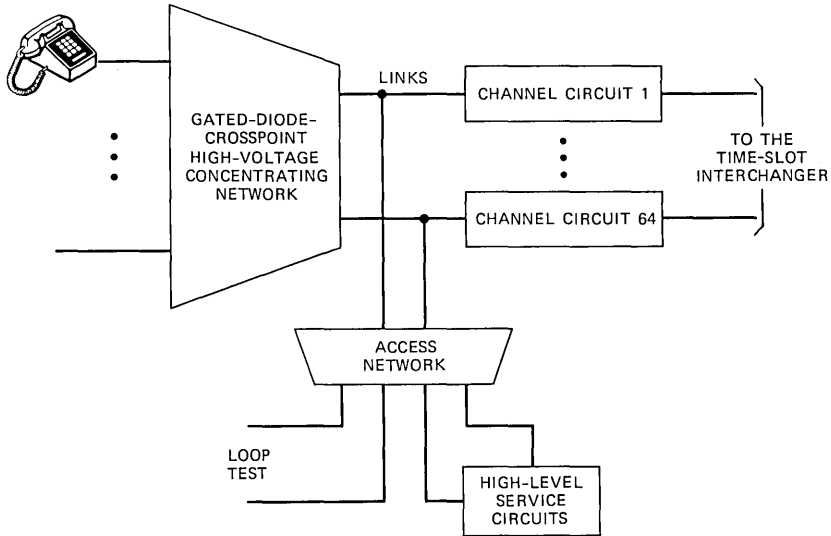 LINKS
CHANNEL CIRCUIT 1
GATED-DIODE-
CROSSPOINT
HIGH-VOLTAGE
CONCENTRATING
NETWORK
TO THE
TIME-SLOT
INTERCHANGER
CHANNEL CIRCUIT 64
ACCESS
NETWORK
LOOP
TEST
HIGH-LEVEL
SERVICE
CIRCUITS